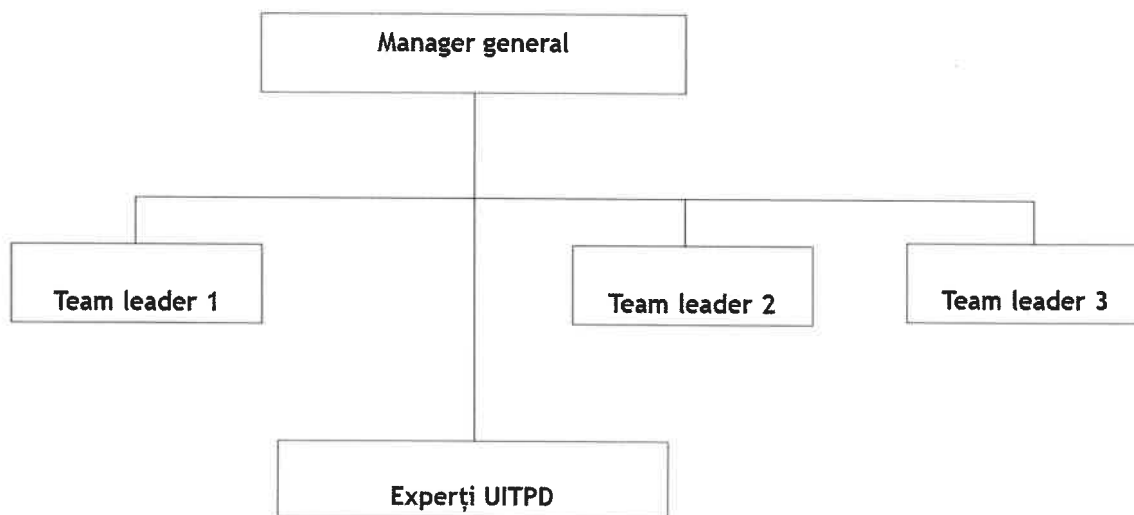 Manager general
Team leader 1
Team leader 2
Team leader 3
Experți UITPD